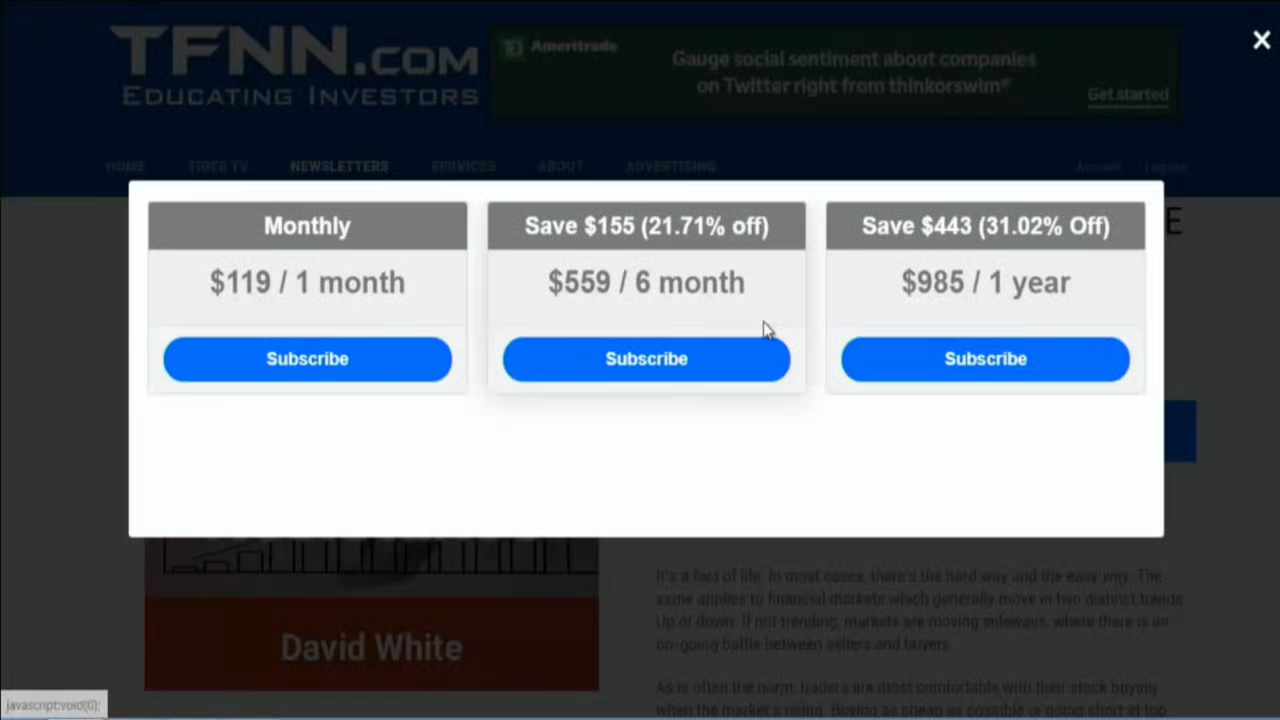 TFNN.COM
EDUCATING INVESTORS
Ameritrade
Gauge social sentiment about companies
on Twitter right from thinkorswim®
Get started
HOME TIGER TV NEWSLETTERS SERVICES ABOUT ADVERTISING Account
E
Monthly
$119 / 1 month
Subscribe
Save $155 (21.71% off)
$559 / 6 month
Subscribe
Save $443 (31.02% Off)
$985 / 1 year
Subscribe
David White
It's a fact of life. In most cases, there's the hard way and the easy way. The
same applies to financial markets which generally move in two distinct trends
Up or down. If not trending, markets are moving sideways, where there is an
on-going battle between sellers and buyers.
As is often the norm, traders are most comfortable with their stock buying
when the market is rising. Buying as cheap as possible or going short at top
javascript:void(0);